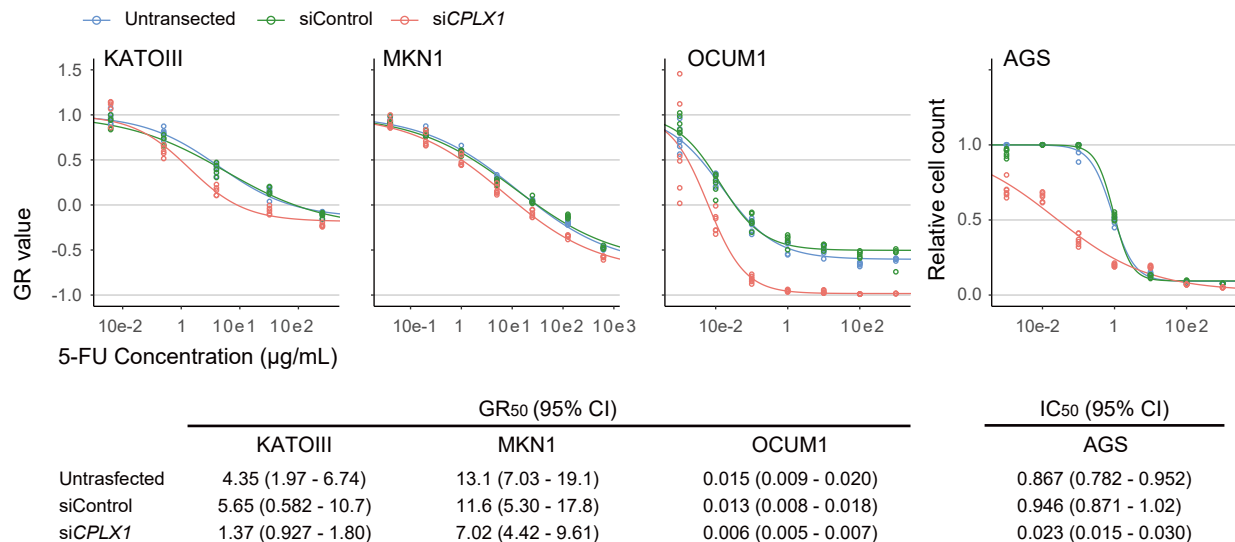 Untransected siControl siCPLX1
KATOIII MKN1 OCUM1 AGS
1.5
1.0
0.5
0.0
-0.5
-1.0
GR value
10e-2 1 10e1 10e2
10e-1 1 10e1 10e2 10e3
10e-2 1 10e2
Relative cell count
1.0
0.5
0.0
10e-2 1 10e2
5-FU Concentration (μg/mL)
GR50 (95% CI) IC50 (95% CI)
KATOIII MKN1 OCUM1 AGS
Untrasfected 4.35 (1.97 - 6.74) 13.1 (7.03 - 19.1) 0.015 (0.009 - 0.020) 0.867 (0.782 - 0.952)
siControl 5.65 (0.582 - 10.7) 11.6 (5.30 - 17.8) 0.013 (0.008 - 0.018) 0.946 (0.871 - 1.02)
siCPLX1 1.37 (0.927 - 1.80) 7.02 (4.42 - 9.61) 0.006 (0.005 - 0.007) 0.023 (0.015 - 0.030)